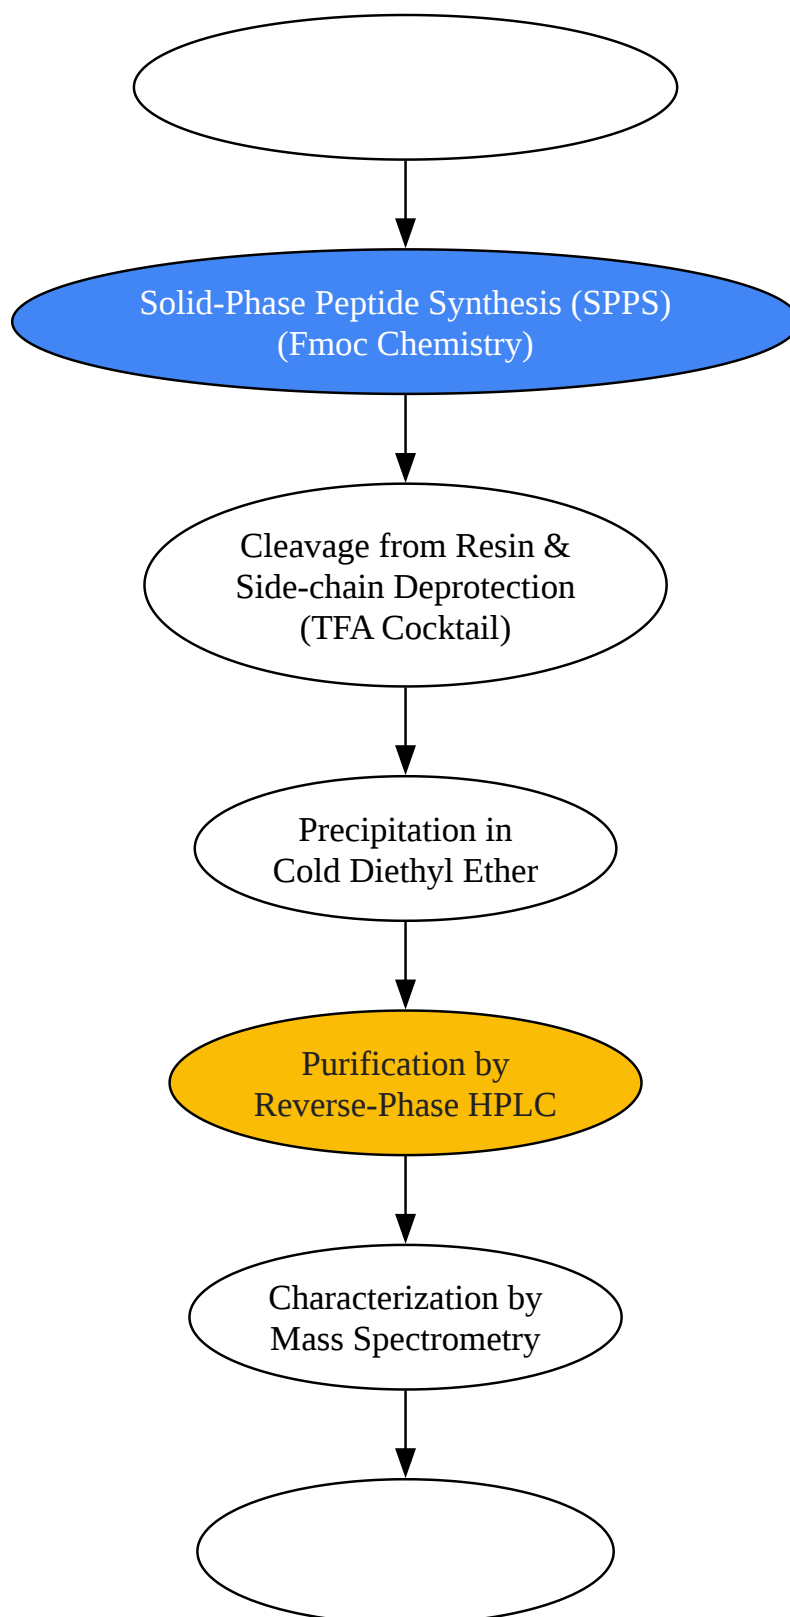 Solid-Phase Peptide Synthesis (SPPS)
(Fmoc Chemistry)
Cleavage from Resin &
Side-chain Deprotection
(TFA Cocktail)
Precipitation in
Cold Diethyl Ether
Purification by
Reverse-Phase HPLC
Characterization by
Mass Spectrometry